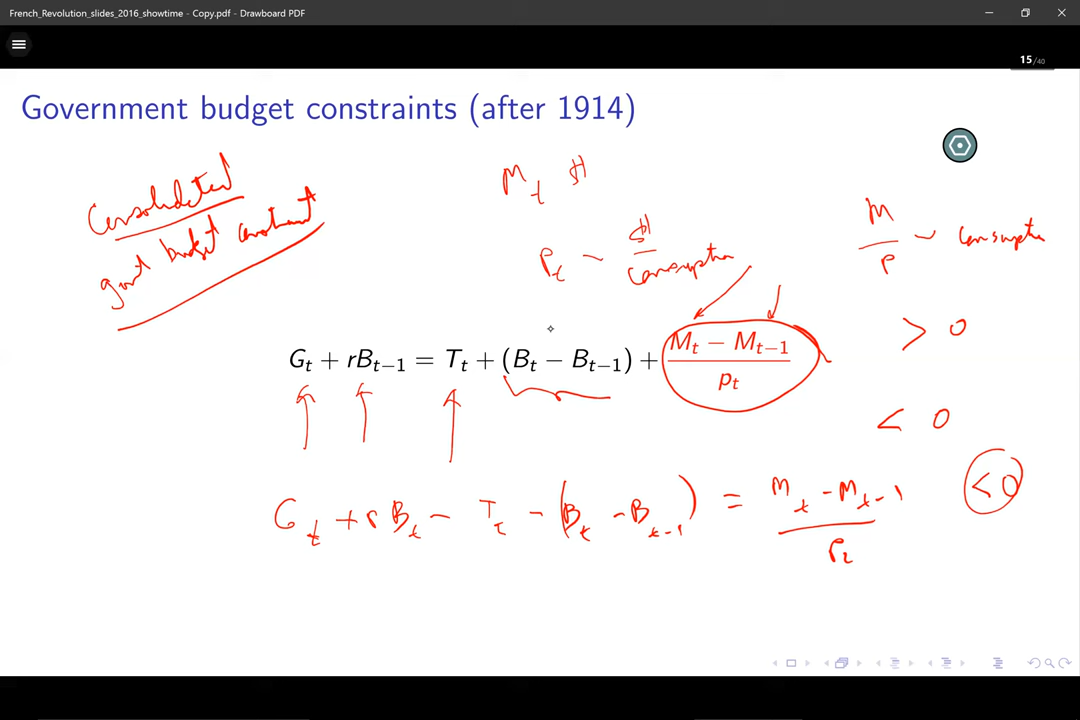 French_Revolution_slides_2016_showtime - Copy.pdf - Drawboard PDF
15/40
Government budget constraints (after 1914)
Consolidated
govt budget constraint
M_t $
P_t ~ $ / consumption
M / P ~ consumption
> 0
G_t + rB_{t−1} = T_t + (B_t − B_{t−1}) + (M_t − M_{t−1}) / p_t
< 0
G_t + r B_t − T_t − (B_t − B_{t-1}) = (M_t − M_{t-1}) / P_t
< 0